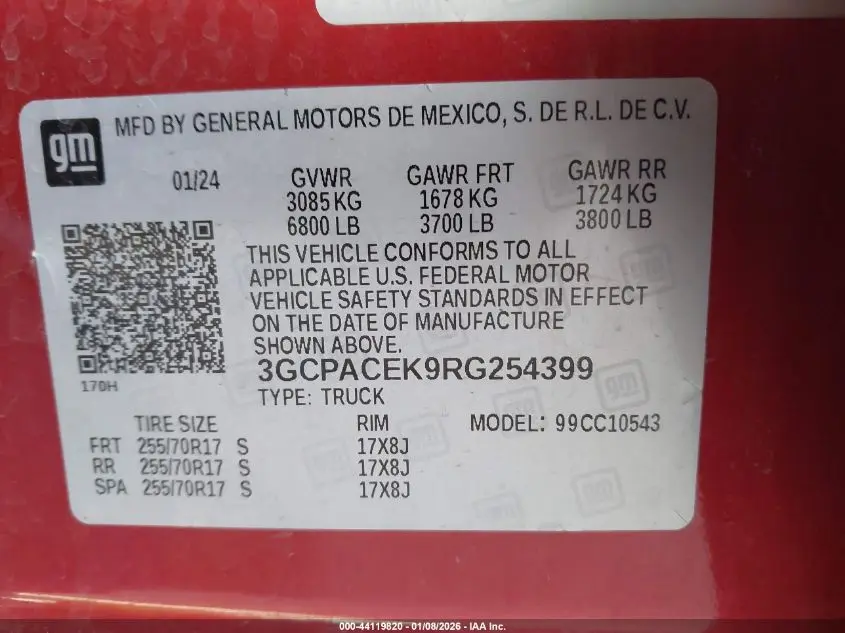 gm
MFD BY GENERAL MOTORS DE MEXICO, S. DE R.L. DE C.V.
01/24
GVWR GAWR FRT GAWR RR
3085 KG 1678 KG 1724 KG
6800 LB 3700 LB 3800 LB
THIS VEHICLE CONFORMS TO ALL
APPLICABLE U.S. FEDERAL MOTOR
VEHICLE SAFETY STANDARDS IN EFFECT
ON THE DATE OF MANUFACTURE
SHOWN ABOVE.
170H
3GCPACEK9RG254399
TYPE: TRUCK
TIRE SIZE RIM MODEL: 99CC10543
FRT 255/70R17 S 17X8J
RR 255/70R17 S 17X8J
SPA 255/70R17 S 17X8J
000-44119820 - 01/08/2026 - IAA Inc.